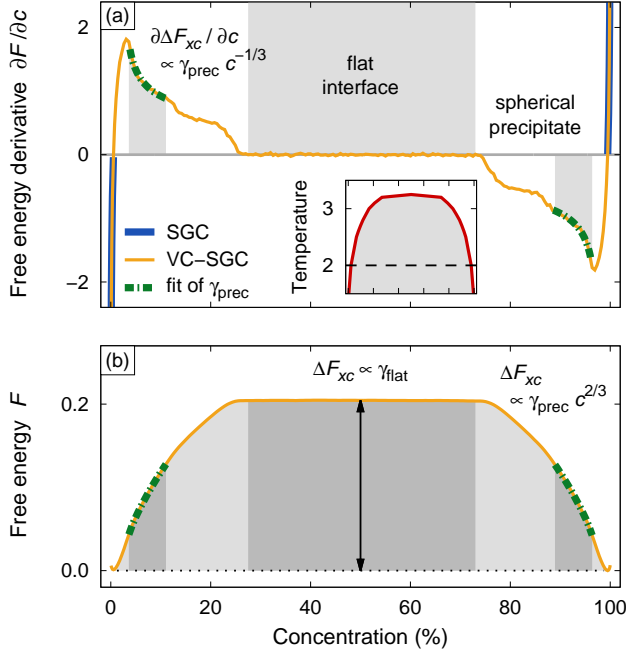 (a)
∂ΔF_xc/∂c
∝ γ_prec c^−1/3
flat
interface
spherical
precipitate
Free energy derivative ∂F/∂c
2
1
0
−2
SGC
VC−SGC
fit of γ_prec
Temperature
3
2
(b)
ΔF_xc ∝ γ_flat
ΔF_xc
∝ γ_prec c^2/3
Free energy F
0.2
0.0
0
20
40
60
80
100
Concentration (%)